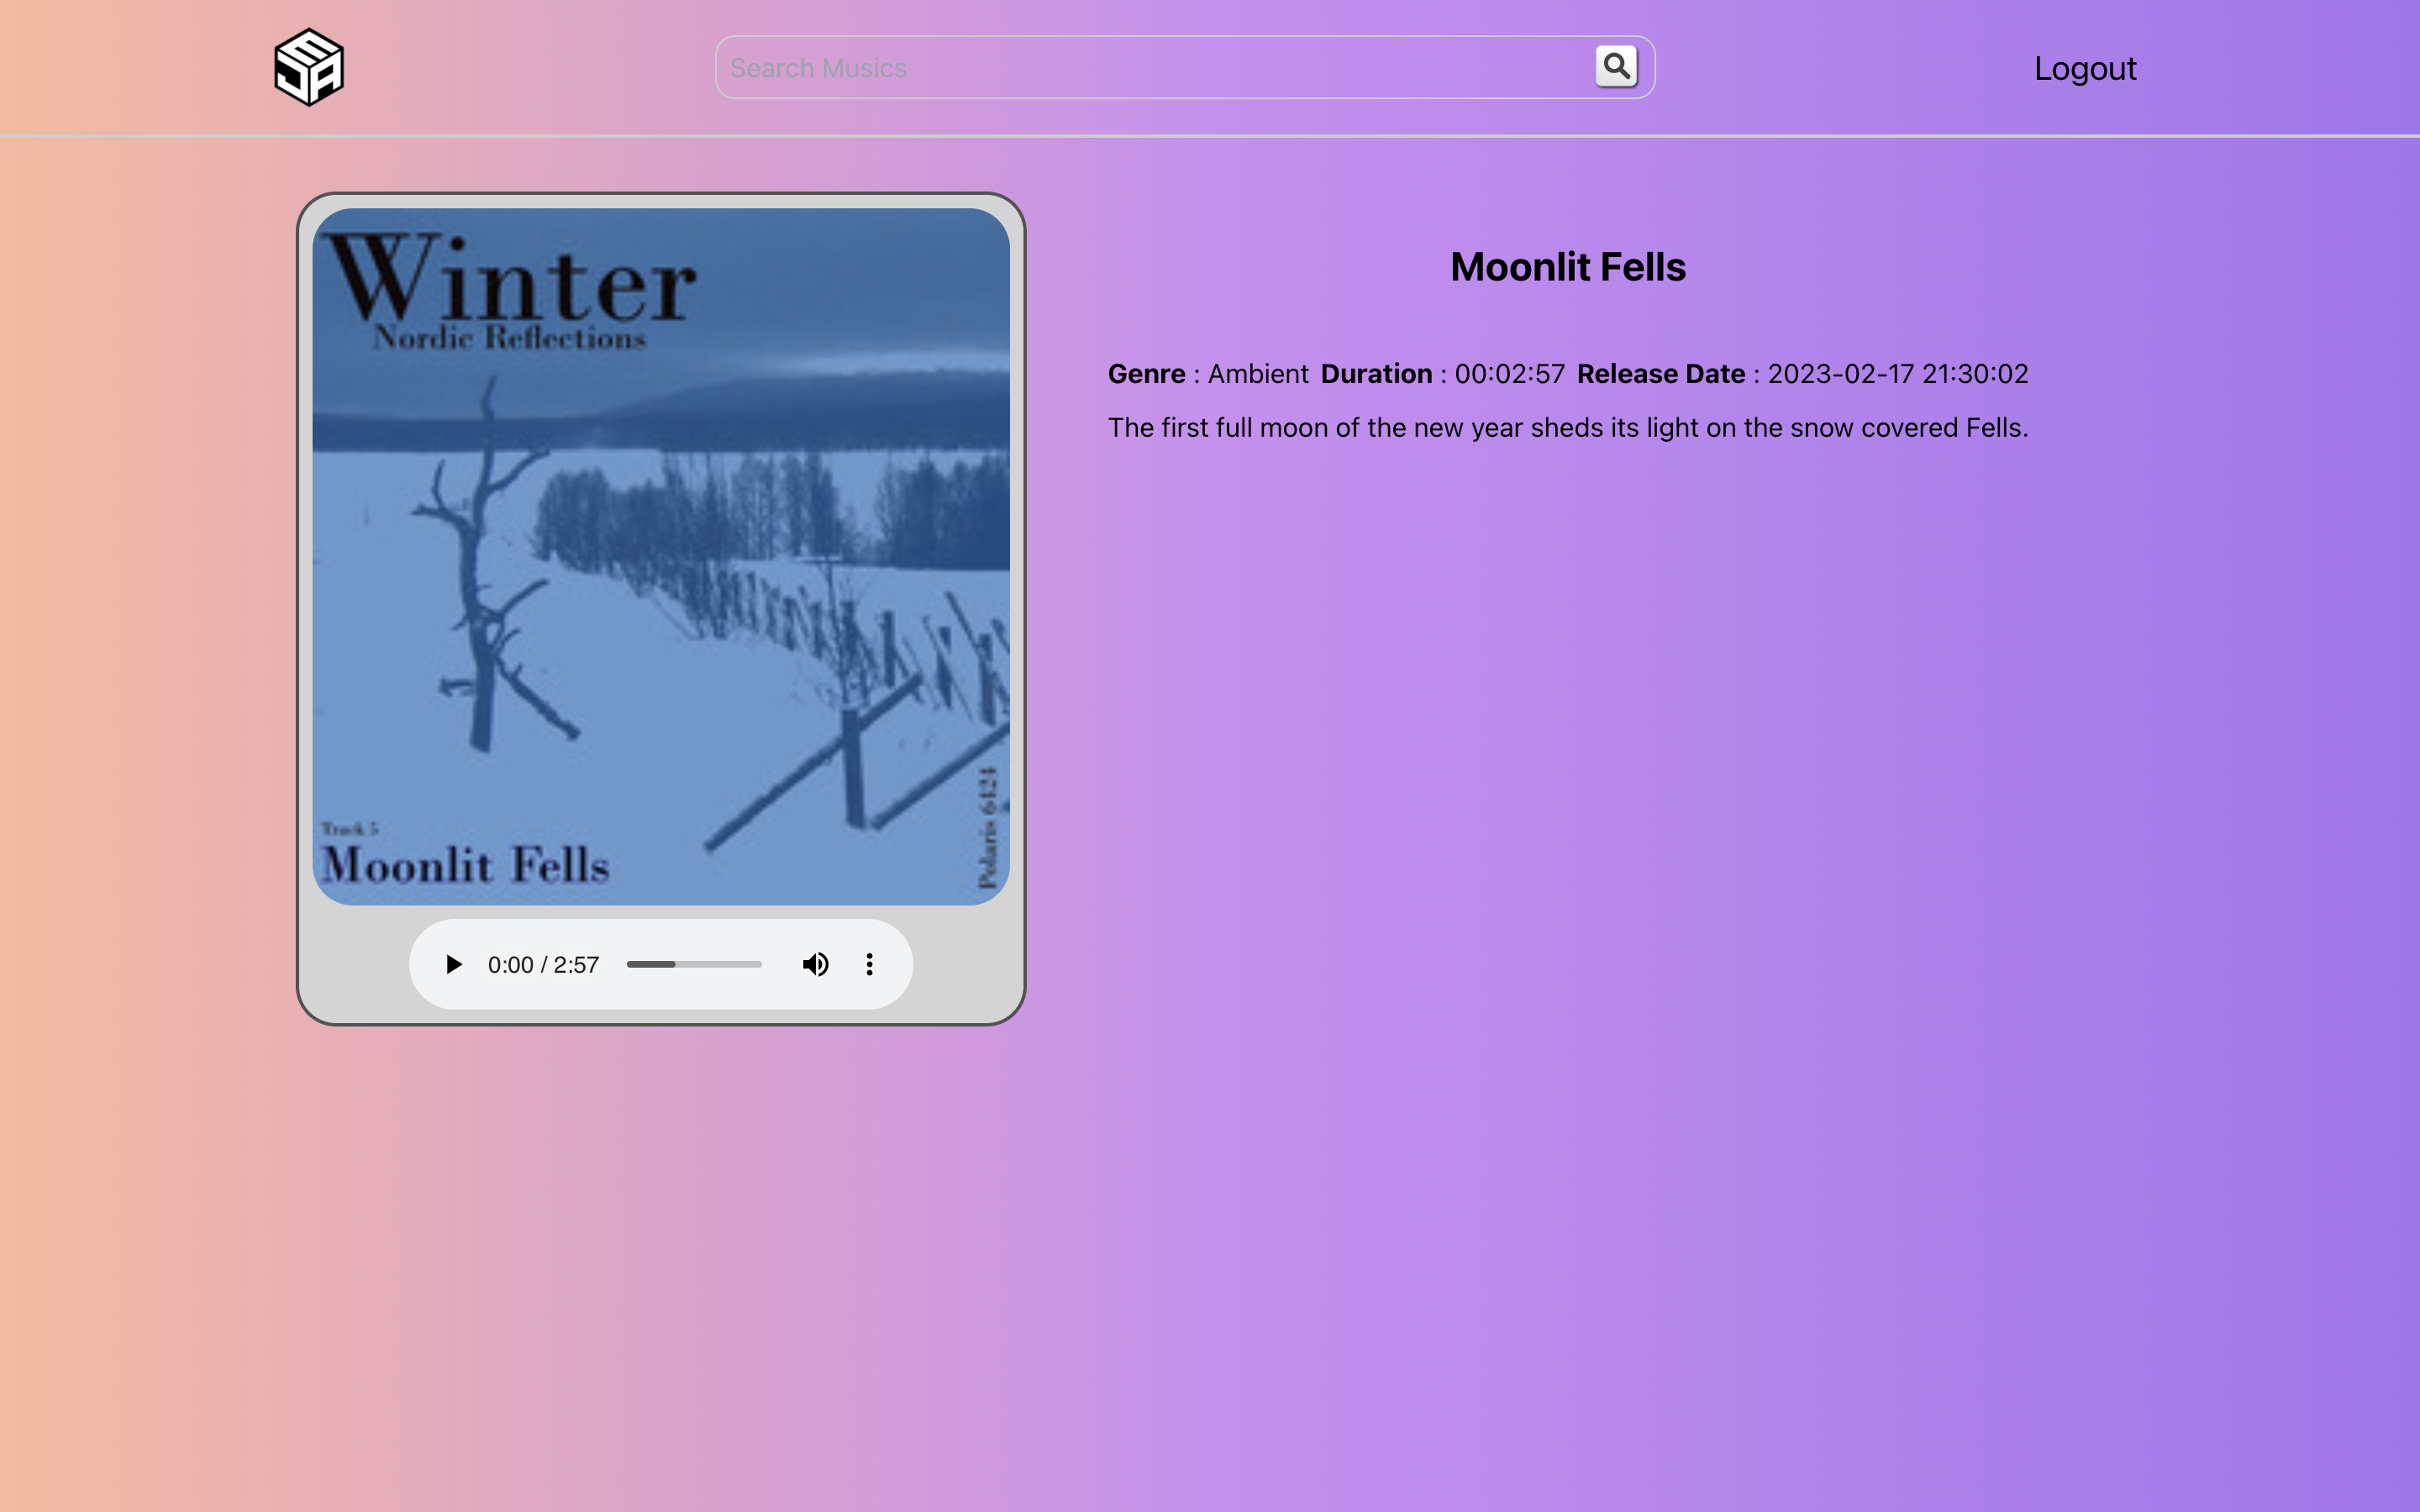 JEA
Search Musics
Logout
Winter
Nordic Reflections
Track 5
Moonlit Fells
Polaris 6424
0:00 / 2:57
Moonlit Fells
Genre : Ambient Duration : 00:02:57 Release Date : 2023-02-17 21:30:02
The first full moon of the new year sheds its light on the snow covered Fells.